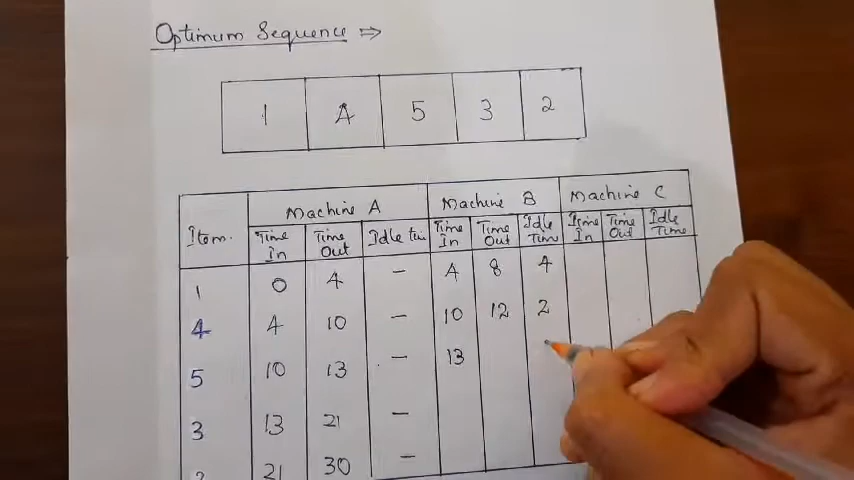 Optimum Sequence ⇒
1 4 5 3 2
Item. Machine A Machine B Machine C
Time In Time Out Idle Tim Time In Time Out Idle Time Time In Time Out Idle Time
1 0 4 - 4 8 4
4 4 10 - 10 12 2
5 10 13 - 13
3 13 21 -
2 21 30 -